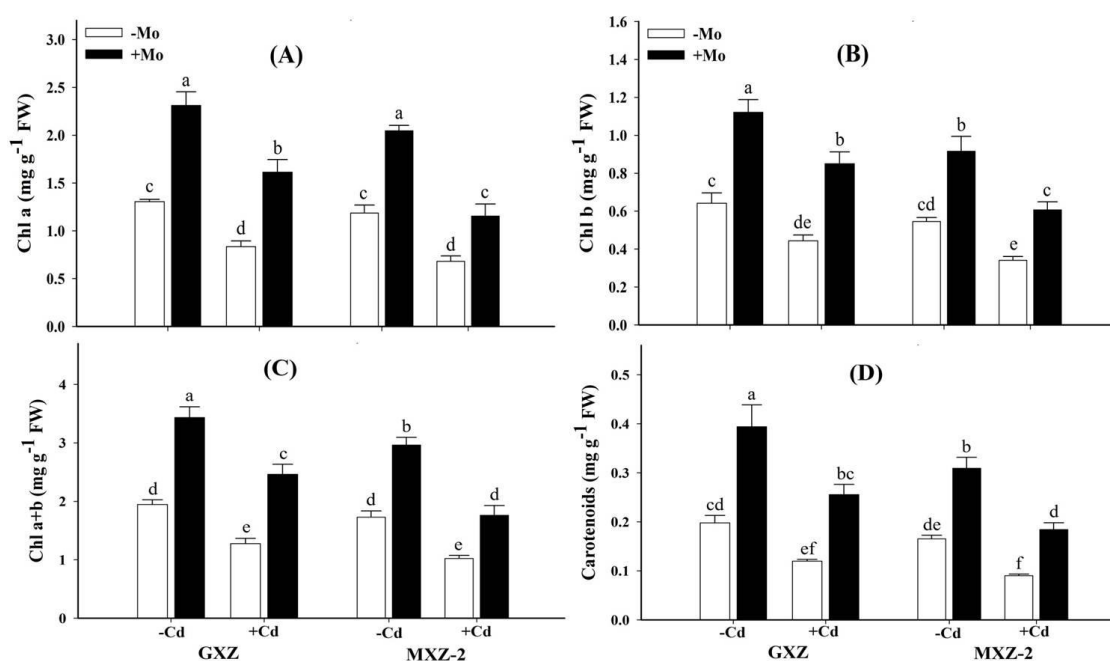 -Mo
+Mo
(A)
Chl a (mg g⁻¹ FW)
3.0
2.5
2.0
1.5
1.0
0.5
0.0
c
a
d
b
c
a
d
c
-Mo
+Mo
(B)
Chl b (mg g⁻¹ FW)
1.6
1.4
1.2
1.0
0.8
0.6
0.4
0.2
0.0
c
a
de
b
cd
b
e
c
(C)
Chl a+b (mg g⁻¹ FW)
4
3
2
1
0
d
a
e
c
d
b
e
d
-Cd +Cd -Cd +Cd
GXZ MXZ-2
(D)
Carotenoids (mg g⁻¹ FW)
0.5
0.4
0.3
0.2
0.1
0.0
cd
a
ef
bc
de
b
f
d
-Cd +Cd -Cd +Cd
GXZ MXZ-2